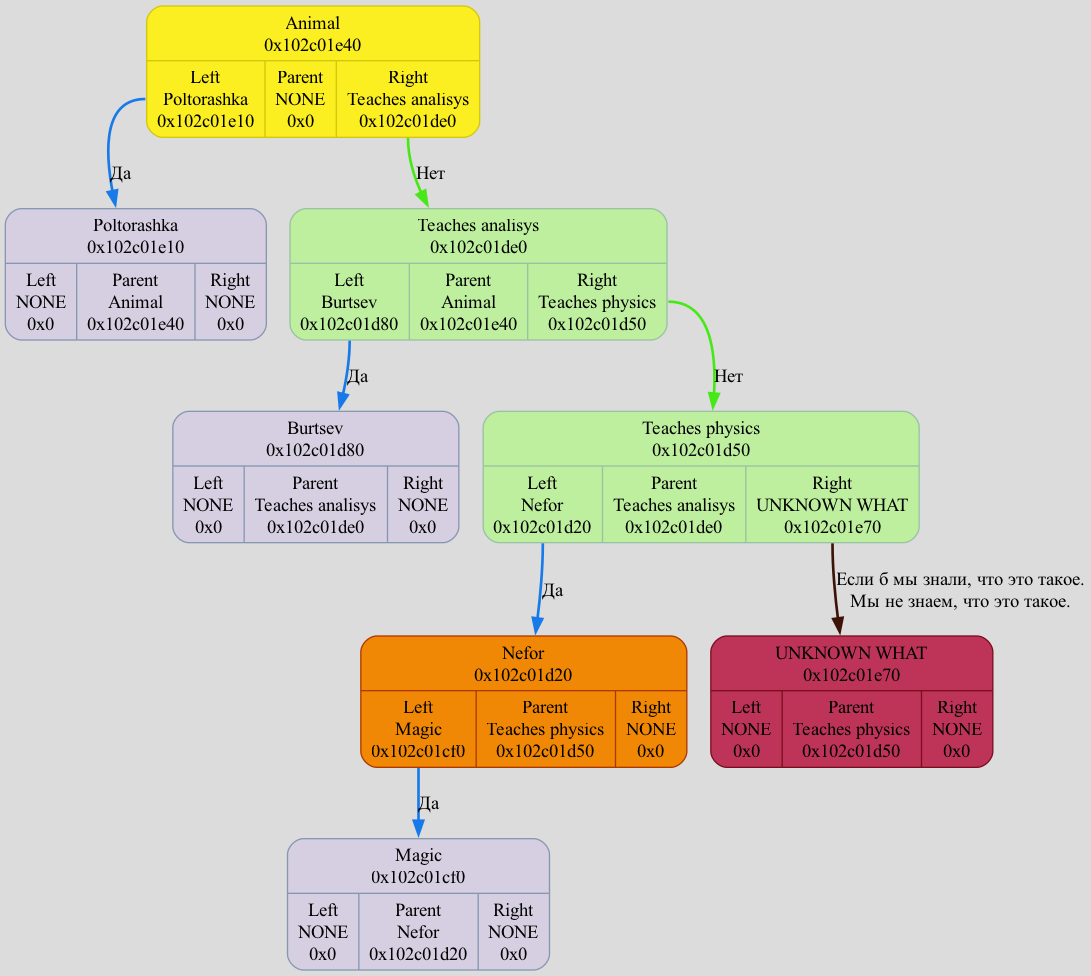 Animal
0x102c01e40
Left
Poltorashka
0x102c01e10
Parent
NONE
0x0
Right
Teaches analisys
0x102c01de0
Да
Нет
Poltorashka
0x102c01e10
Left
NONE
0x0
Parent
Animal
0x102c01e40
Right
NONE
0x0
Teaches analisys
0x102c01de0
Left
Burtsev
0x102c01d80
Parent
Animal
0x102c01e40
Right
Teaches physics
0x102c01d50
Да
Нет
Burtsev
0x102c01d80
Left
NONE
0x0
Parent
Teaches analisys
0x102c01de0
Right
NONE
0x0
Teaches physics
0x102c01d50
Left
Nefor
0x102c01d20
Parent
Teaches analisys
0x102c01de0
Right
UNKNOWN WHAT
0x102c01e70
Да
Если б мы знали, что это такое.
Мы не знаем, что это такое.
Nefor
0x102c01d20
Left
Magic
0x102c01cf0
Parent
Teaches physics
0x102c01d50
Right
NONE
0x0
UNKNOWN WHAT
0x102c01e70
Left
NONE
0x0
Parent
Teaches physics
0x102c01d50
Right
NONE
0x0
Да
Magic
0x102c01cf0
Left
NONE
0x0
Parent
Nefor
0x102c01d20
Right
NONE
0x0